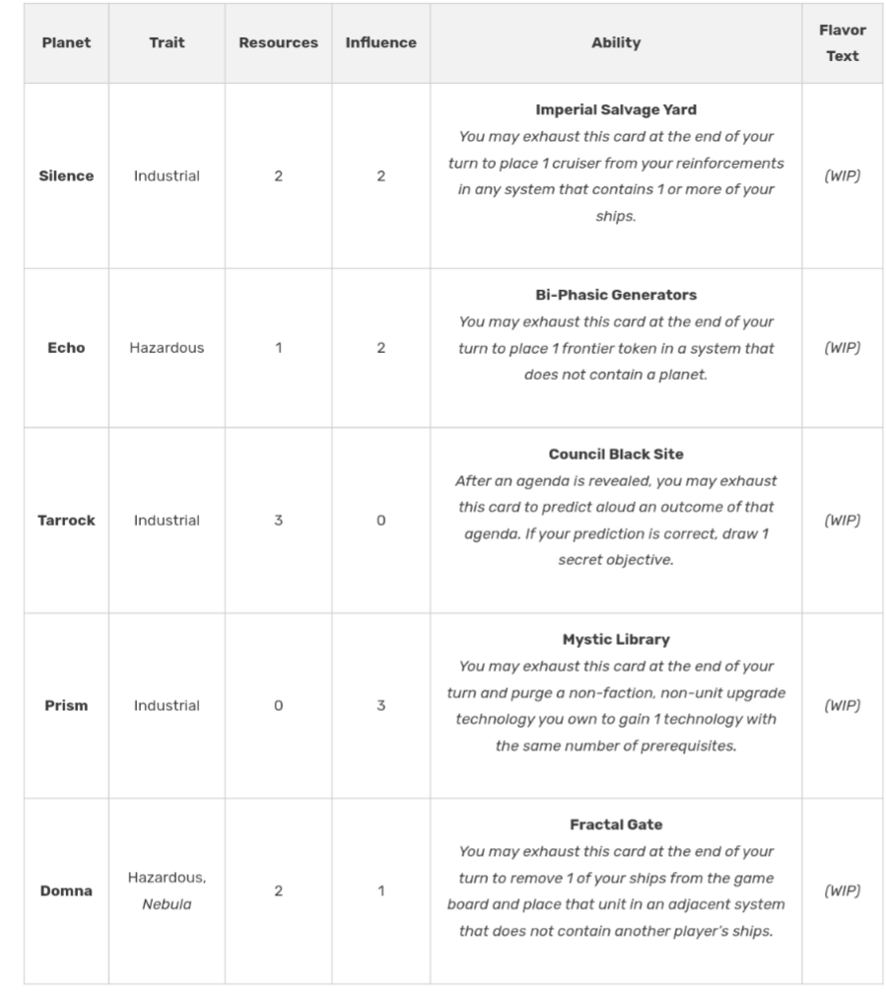 Planet Trait Resources Influence Ability Flavor Text
Silence Industrial 2 2 Imperial Salvage Yard
You may exhaust this card at the end of your
turn to place 1 cruiser from your reinforcements
in any system that contains 1 or more of your
ships.
(WIP)
Echo Hazardous 1 2 Bi-Phasic Generators
You may exhaust this card at the end of your
turn to place 1 frontier token in a system that
does not contain a planet.
(WIP)
Tarrock Industrial 3 0 Council Black Site
After an agenda is revealed, you may exhaust
this card to predict aloud an outcome of that
agenda. If your prediction is correct, draw 1
secret objective.
(WIP)
Prism Industrial 0 3 Mystic Library
You may exhaust this card at the end of your
turn and purge a non-faction, non-unit upgrade
technology you own to gain 1 technology with
the same number of prerequisites.
(WIP)
Domna Hazardous, Nebula 2 1 Fractal Gate
You may exhaust this card at the end of your
turn to remove 1 of your ships from the game
board and place that unit in an adjacent system
that does not contain another player's ships.
(WIP)